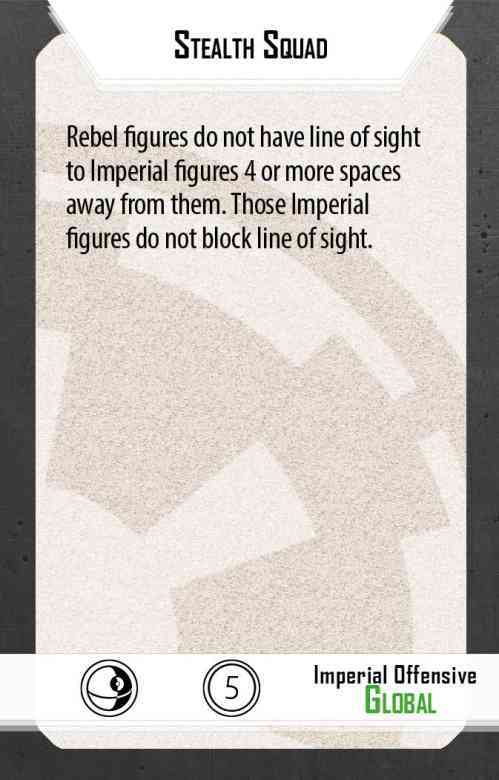 Stealth Squad
Rebel figures do not have line of sight
to Imperial figures 4 or more spaces
away from them. Those Imperial
figures do not block line of sight.
5
Imperial Offensive
Global